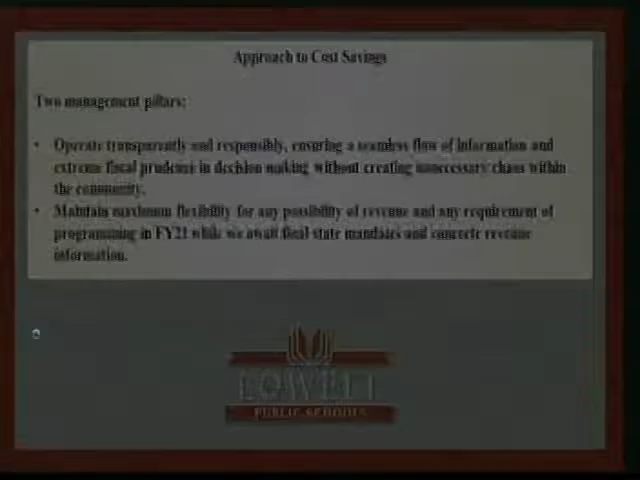 Approach to Cost Savings
Two management pillars:
• Operate transparently and responsibly, ensuring a seamless flow of information and
extreme fiscal prudence in decision making without creating unnecessary chaos within
the community.
• Maintain maximum flexibility for any possibility of revenue and any requirement of
programming in FY21 while we await final state mandates and concrete revenue
information.
LOWELL
PUBLIC SCHOOLS